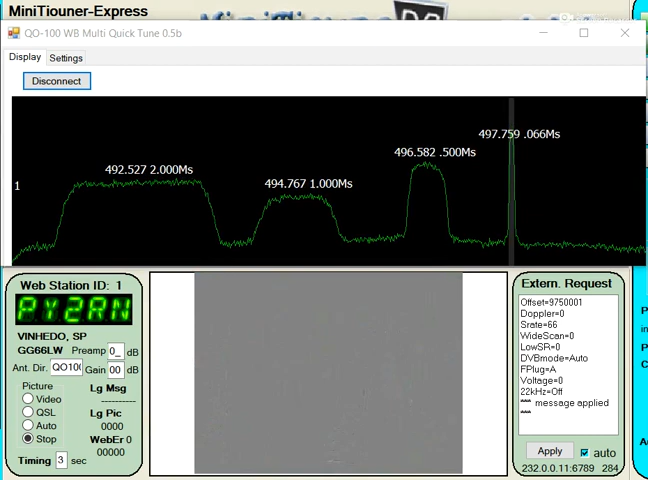 MiniTiouner-Express
QO-100 WB Multi Quick Tune 0.5b
Display Settings
Disconnect
497.759 .066Ms
496.582 .500Ms
492.527 2.000Ms
494.767 1.000Ms
1
Web Station ID: 1
PY2RN
VINHEDO, SP
GG66LW Preamp 0_ dB
Ant. Dir. QO100 Gain 00 dB
Picture
Video
QSL
Auto
Stop
Lg Msg
----------
Lg Pic
0000
WebEr 0
00000
Timing 3 sec
Extern. Request
Offset=9750001
Doppler=0
Srate=66
WideScan=0
LowSR=0
DVBmode=Auto
FPlug=A
Voltage=0
22kHz=Off
*** message applied
***
Apply auto
232.0.0.11:6789 284